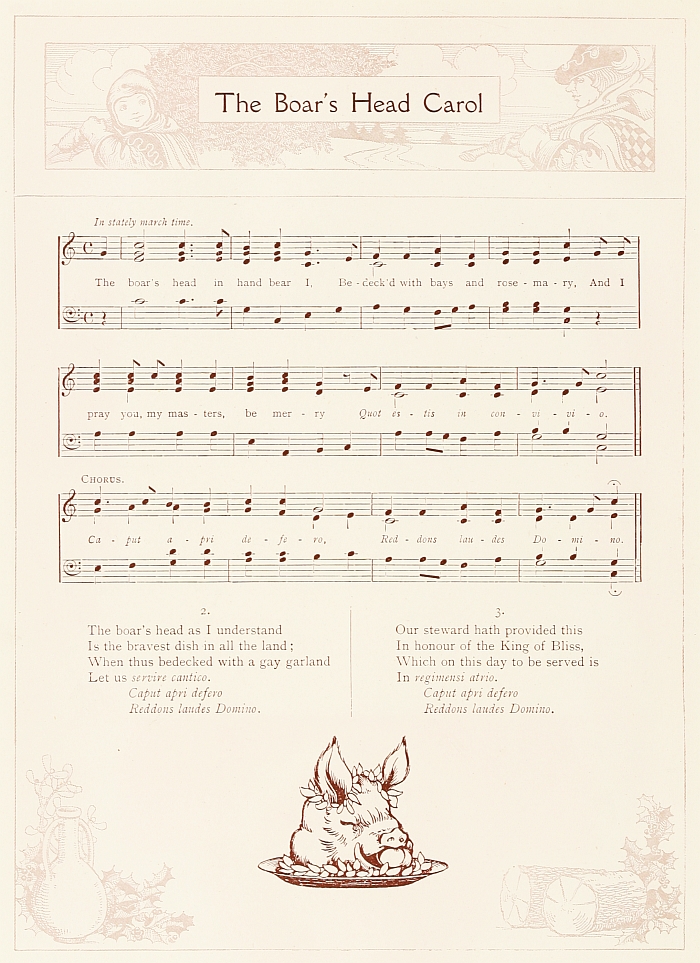 The Boar's Head Carol
In stately march time.
The boar's head in hand bear I, Be - deck'd with bays and rose - ma - ry, And I
pray you, my mas - ters, be mer - ry Quot es - tis in con - vi - vi - o.
Chorus.
Ca - put a - pri de - fe - ro, Red - dons lau - des Do - mi - no.
2.
The boar's head as I understand
Is the bravest dish in all the land;
When thus bedecked with a gay garland
Let us servire cantico.
Caput apri defero
Reddons laudes Domino.
3.
Our steward hath provided this
In honour of the King of Bliss,
Which on this day to be served is
In regimensi atrio.
Caput apri defero
Reddons laudes Domino.